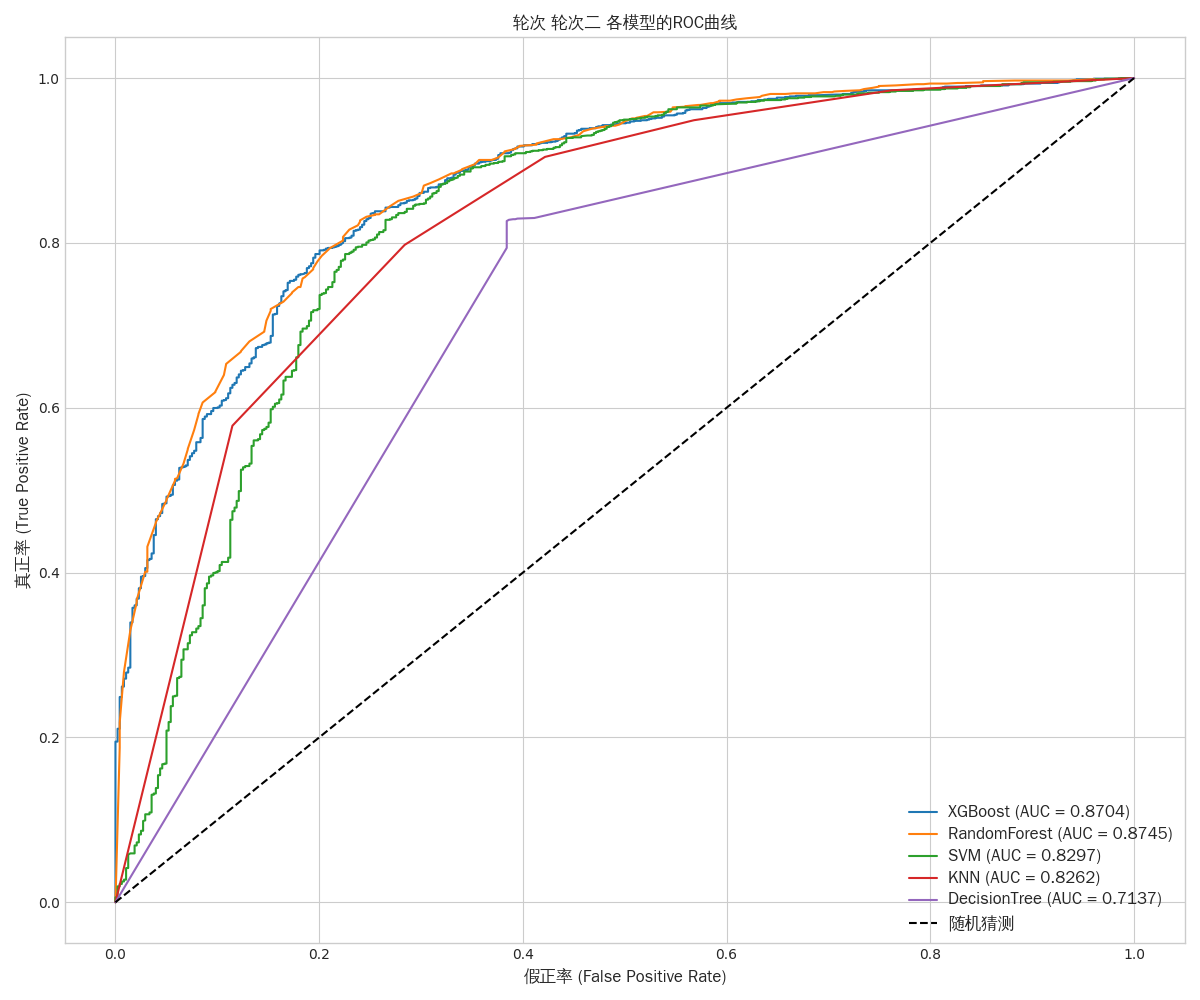 轮次 轮次二 各模型的ROC曲线
真正率 (True Positive Rate)
1.0
0.8
0.6
0.4
0.2
0.0
0.0 0.2 0.4 0.6 0.8 1.0
假正率 (False Positive Rate)
XGBoost (AUC = 0.8704)
RandomForest (AUC = 0.8745)
SVM (AUC = 0.8297)
KNN (AUC = 0.8262)
DecisionTree (AUC = 0.7137)
随机猜测